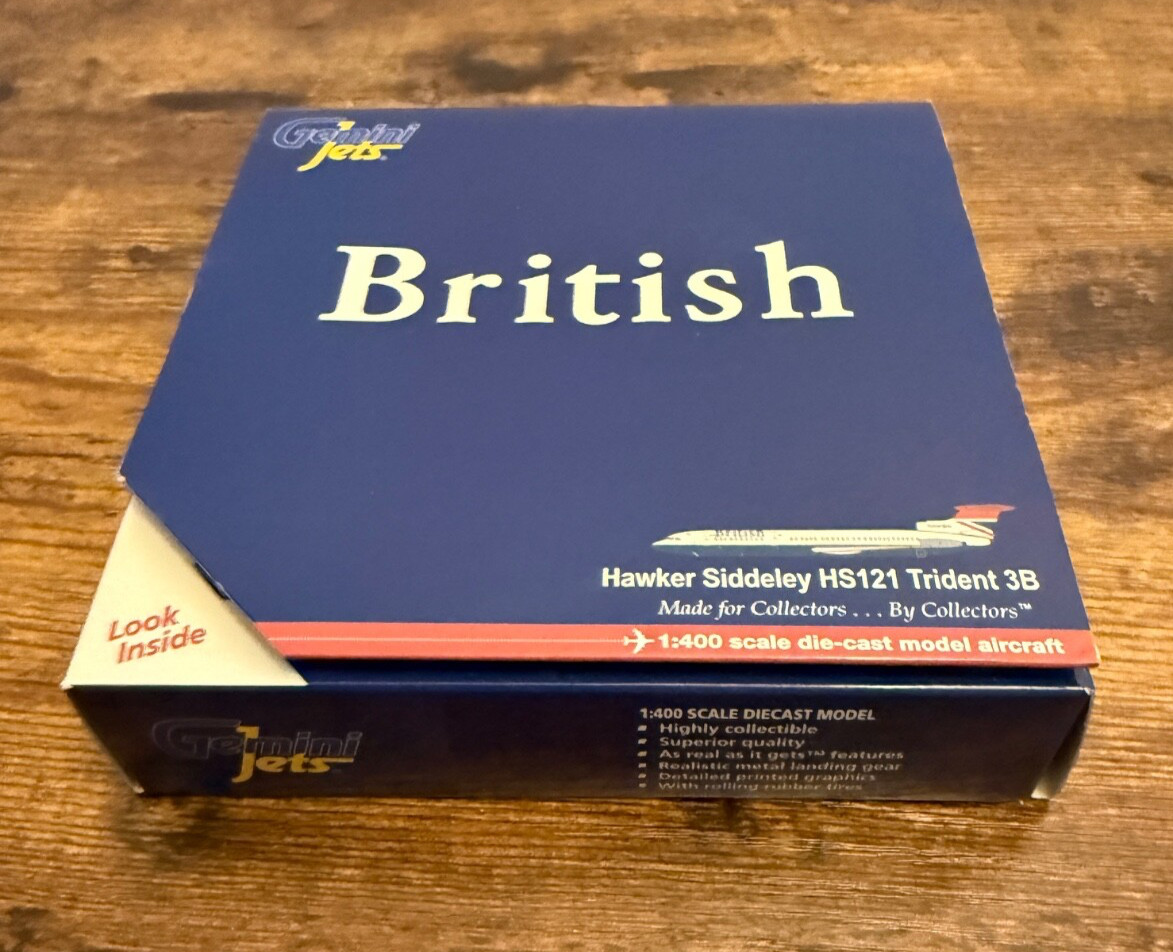 Gemini
Jets
British
British
Hawker Siddeley HS121 Trident 3B
Made for Collectors . . . By Collectors™
1:400 scale die-cast model aircraft
Look
Inside
Gemini
Jets
1:400 SCALE DIECAST MODEL
▪ Highly collectible
▪ Superior quality
▪ As real as it gets™ features
▪ Realistic metal landing gear
▪ Detailed printed graphics
▪ With rolling rubber tires